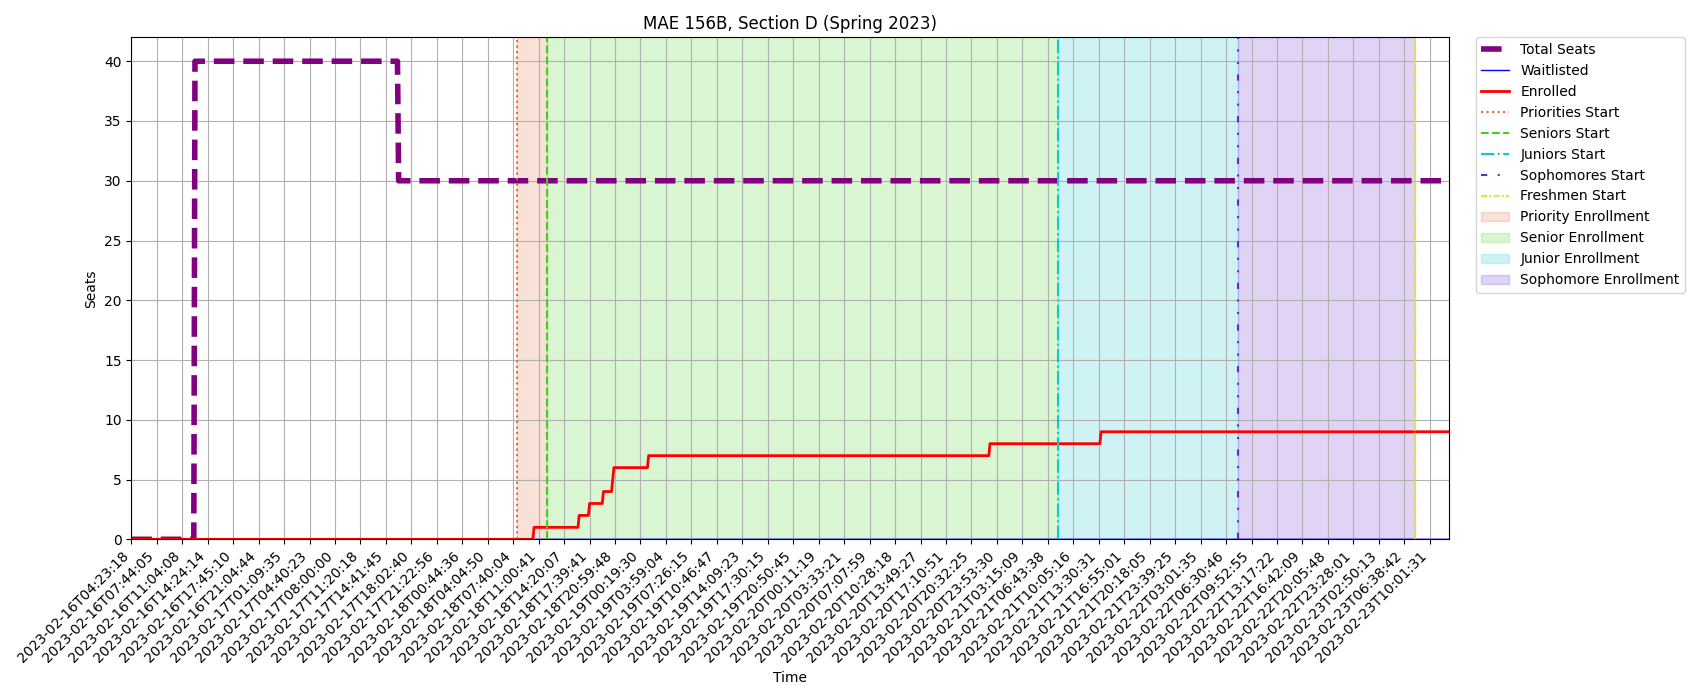 MAE 156B, Section D (Spring 2023)
Seats
40
35
30
25
20
15
10
5
0
2023-02-16T04:23:18
2023-02-16T07:44:05
2023-02-16T11:04:08
2023-02-16T14:24:14
2023-02-16T17:45:10
2023-02-16T21:04:44
2023-02-17T01:09:35
2023-02-17T04:40:23
2023-02-17T08:00:00
2023-02-17T11:20:18
2023-02-17T14:41:45
2023-02-17T18:02:40
2023-02-17T21:22:56
2023-02-18T00:44:36
2023-02-18T04:04:50
2023-02-18T07:40:04
2023-02-18T11:00:41
2023-02-18T14:20:07
2023-02-18T17:39:41
2023-02-18T20:59:48
2023-02-19T00:19:30
2023-02-19T03:59:04
2023-02-19T07:26:15
2023-02-19T10:46:47
2023-02-19T14:09:23
2023-02-19T17:30:15
2023-02-19T20:50:45
2023-02-20T00:11:19
2023-02-20T03:33:21
2023-02-20T07:07:59
2023-02-20T10:28:18
2023-02-20T13:49:27
2023-02-20T17:10:51
2023-02-20T20:32:25
2023-02-20T23:53:30
2023-02-21T03:15:09
2023-02-21T06:43:38
2023-02-21T10:05:16
2023-02-21T13:30:31
2023-02-21T16:55:01
2023-02-21T20:18:05
2023-02-21T23:39:25
2023-02-22T03:01:35
2023-02-22T06:30:46
2023-02-22T09:52:55
2023-02-22T13:17:22
2023-02-22T16:42:09
2023-02-22T20:05:48
2023-02-22T23:28:01
2023-02-23T02:50:13
2023-02-23T06:38:42
2023-02-23T10:01:31
Time
Total Seats
Waitlisted
Enrolled
Priorities Start
Seniors Start
Juniors Start
Sophomores Start
Freshmen Start
Priority Enrollment
Senior Enrollment
Junior Enrollment
Sophomore Enrollment